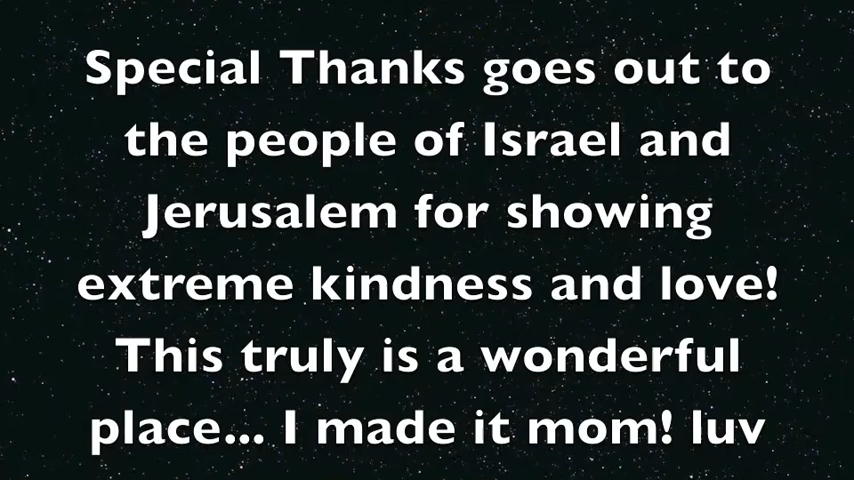 Special Thanks goes out to
the people of Israel and
Jerusalem for showing
extreme kindness and love!
This truly is a wonderful
place... I made it mom! luv